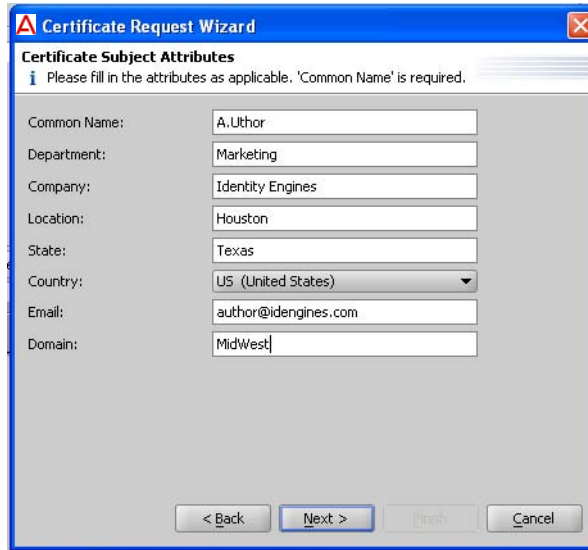 Certificate Request Wizard
Certificate Subject Attributes
Please fill in the attributes as applicable. 'Common Name' is required.
Common Name: A.Uthor
Department: Marketing
Company: Identity Engines
Location: Houston
State: Texas
Country: US (United States)
Email: author@idengines.com
Domain: MidWest
< Back Next > Finish Cancel